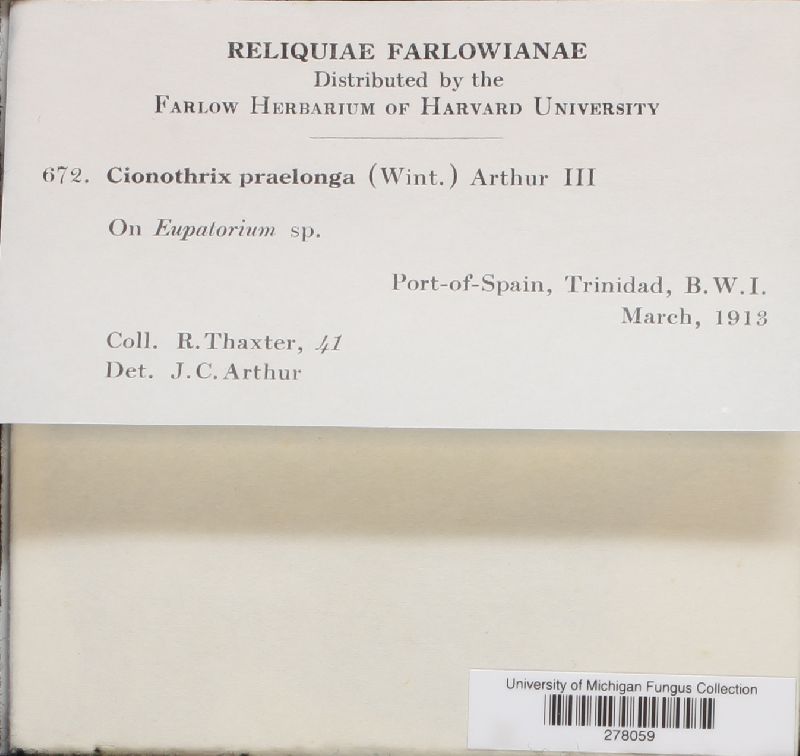 RELIQUIAE FARLOWIANAE
Distributed by the
FARLOW HERBARIUM OF HARVARD UNIVERSITY
672. Cionothrix praelonga (Wint.) Arthur III
On Eupatorium sp.
Port-of-Spain, Trinidad, B.W.I.
March, 1913
Coll. R.Thaxter, 41
Det. J.C.Arthur
University of Michigan Fungus Collection
278059